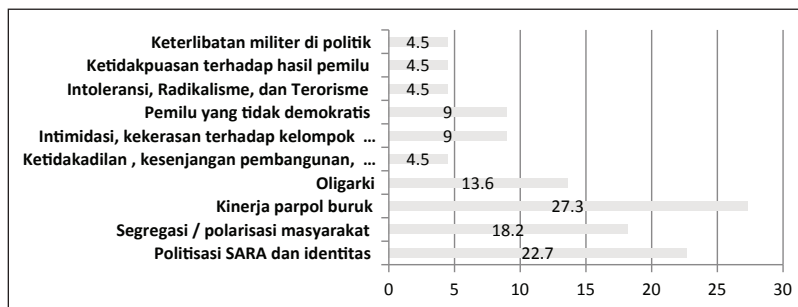 Keterlibatan militer di politik 4.5
Ketidakpuasan terhadap hasil pemilu 4.5
Intoleransi, Radikalisme, dan Terorisme 4.5
Pemilu yang tidak demokratis 9
Intimidasi, kekerasan terhadap kelompok ... 9
Ketidakadilan , kesenjangan pembangunan, ... 4.5
Oligarki 13.6
Kinerja parpol buruk 27.3
Segregasi / polarisasi masyarakat 18.2
Politisasi SARA dan identitas 22.7
0 5 10 15 20 25 30